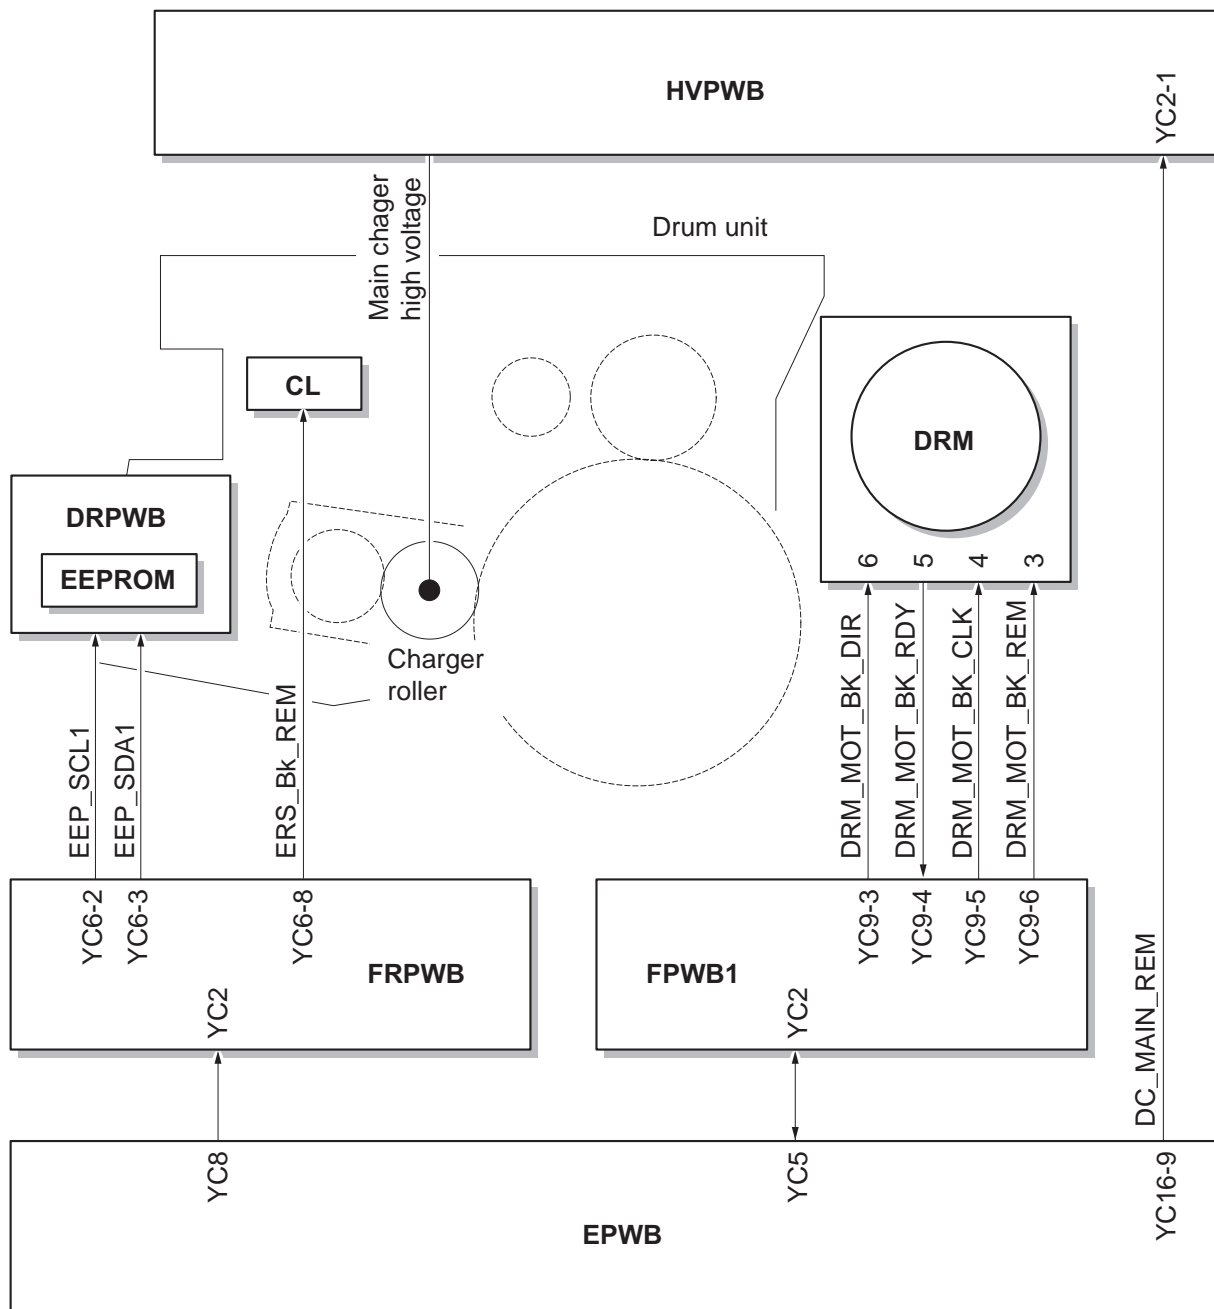 HVPWB
YC2-1
Main chager
high voltage
Drum unit
CL
DRM
DRPWB
EEPROM
6
5
4
3
Charger
roller
EEP_SCL1
EEP_SDA1
ERS_Bk_REM
DRM_MOT_BK_DIR
DRM_MOT_BK_RDY
DRM_MOT_BK_CLK
DRM_MOT_BK_REM
DC_MAIN_REM
YC6-2
YC6-3
YC6-8
FRPWB
YC2
YC9-3
YC9-4
YC9-5
YC9-6
FPWB1
YC2
YC8
YC5
YC16-9
EPWB